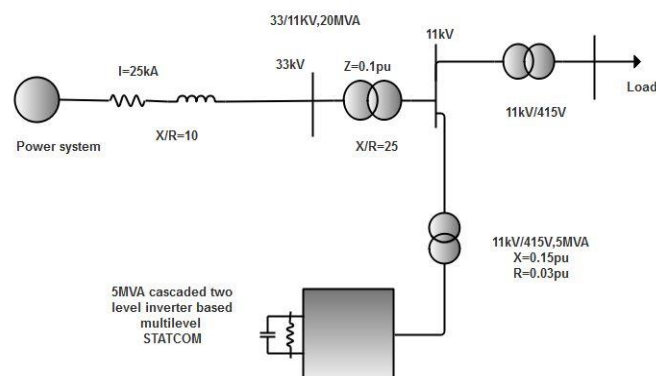 33/11KV,20MVA
11kV
I=25kA
33kV
Z=0.1pu
Load
X/R=10
X/R=25
11kV/415V
Power system
11kV/415V,5MVA
X=0.15pu
R=0.03pu
5MVA cascaded two
level inverter based
multilevel
STATCOM